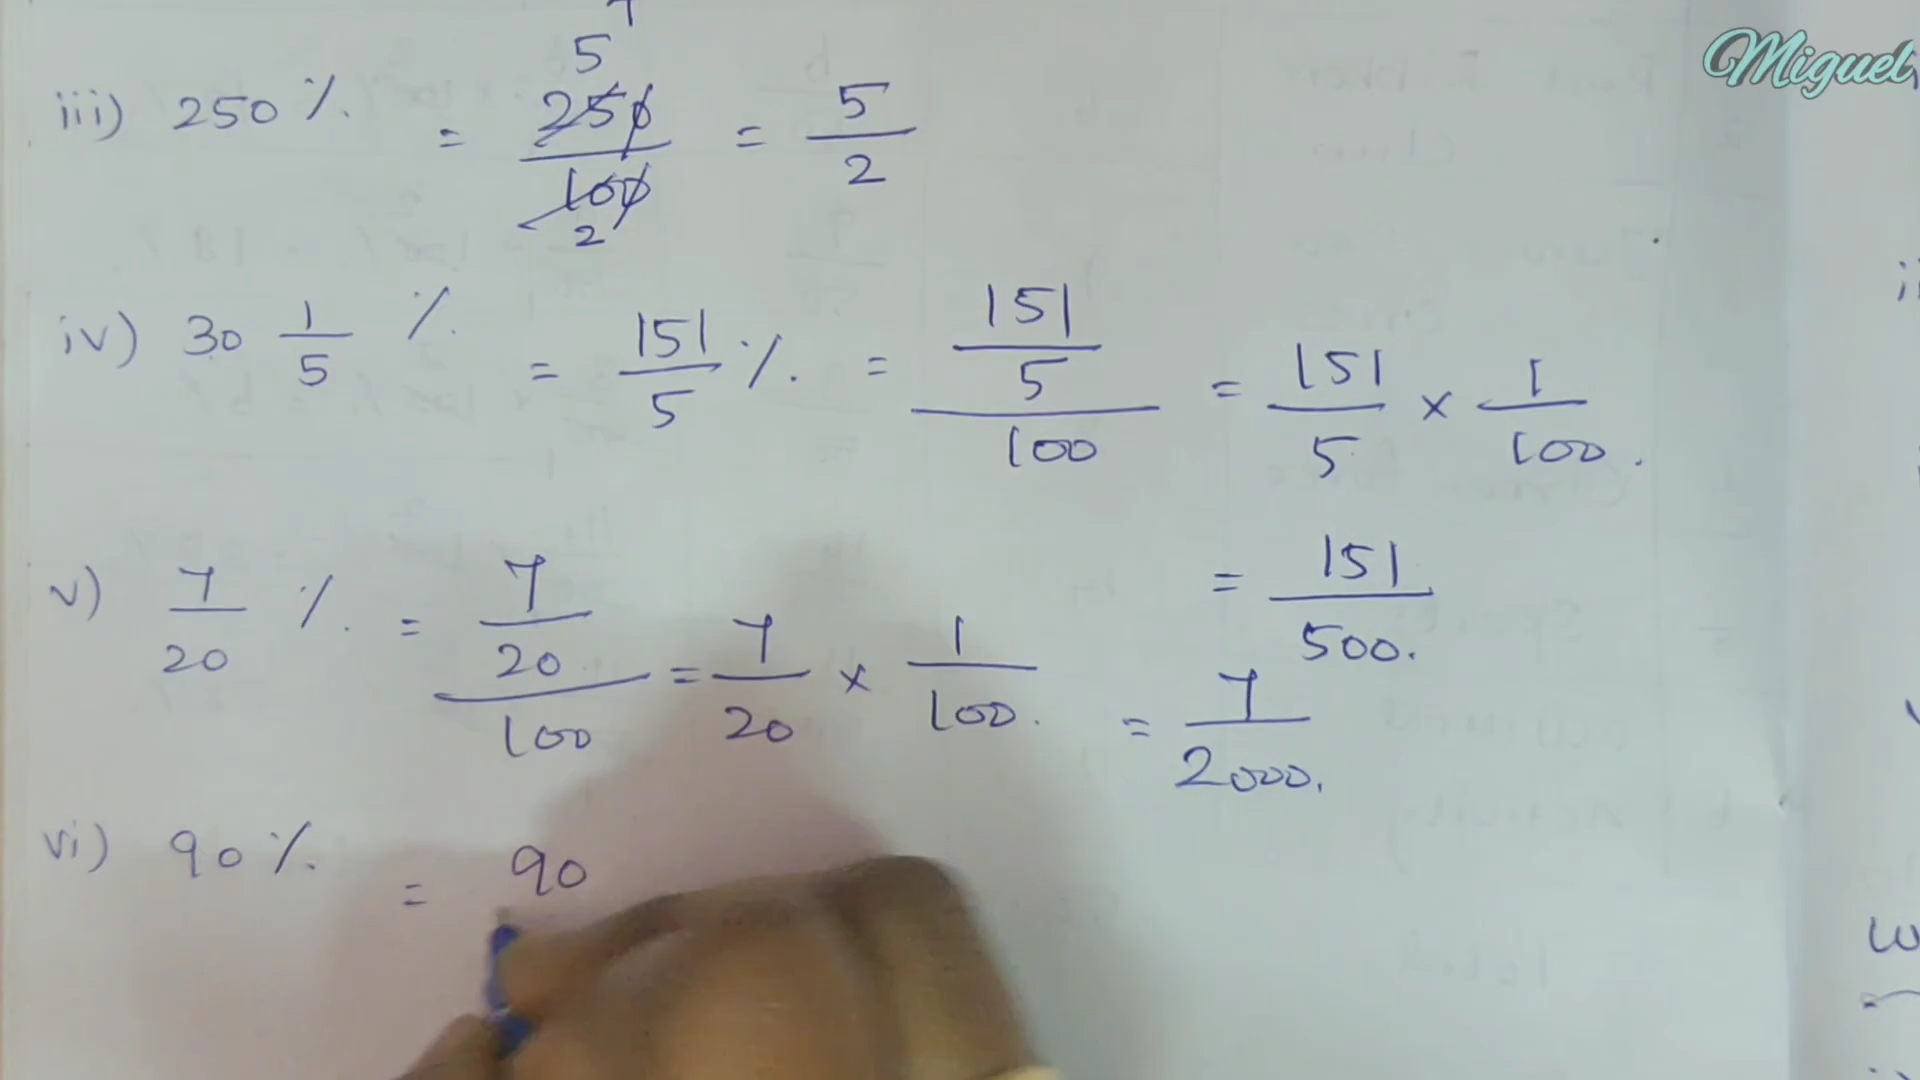 Miguel
iii) 250 % = 250/100 = 5/2
5
2
iv) 30 1/5 % = 151/5 % = 151/5/100 = 151/5 × 1/100.
= 151/500.
v) 7/20 % = 7/20/100 = 7/20 × 1/100. = 7/2000.
vi) 90 % = 90